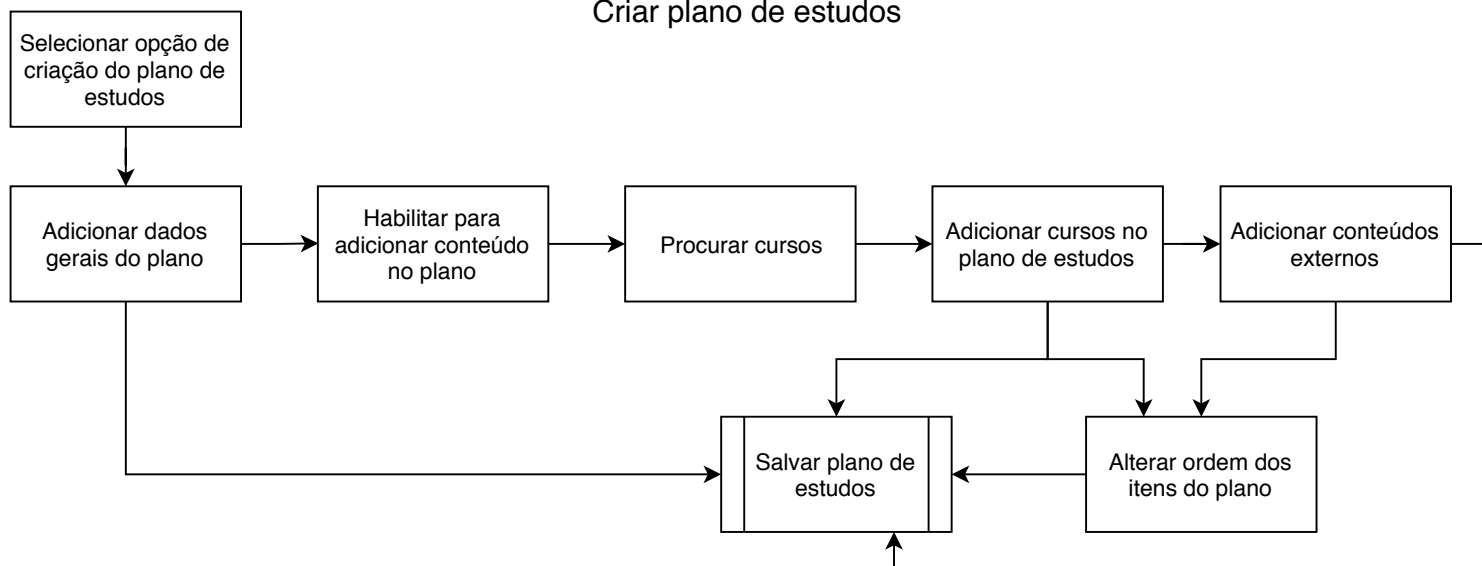 Criar plano de estudos
Selecionar opção de
criação do plano de
estudos
Adicionar dados
gerais do plano
Habilitar para
adicionar conteúdo
no plano
Procurar cursos
Adicionar cursos no
plano de estudos
Adicionar conteúdos
externos
Salvar plano de
estudos
Alterar ordem dos
itens do plano